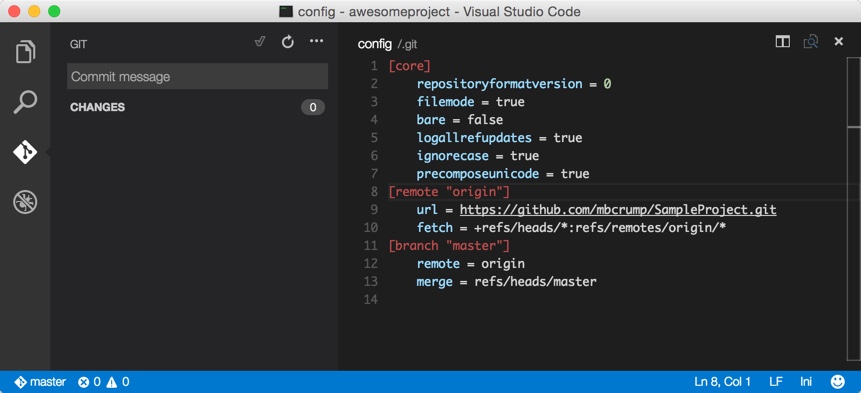 config - awesomeproject - Visual Studio Code
GIT
Commit message
CHANGES 0
config /.git
1 [core]
2 repositoryformatversion = 0
3 filemode = true
4 bare = false
5 logallrefupdates = true
6 ignorecase = true
7 precomposeunicode = true
8 [remote "origin"]
9 url = https://github.com/mbcrump/SampleProject.git
10 fetch = +refs/heads/*:refs/remotes/origin/*
11 [branch "master"]
12 remote = origin
13 merge = refs/heads/master
14
master 0 0 Ln 8, Col 1 LF Ini